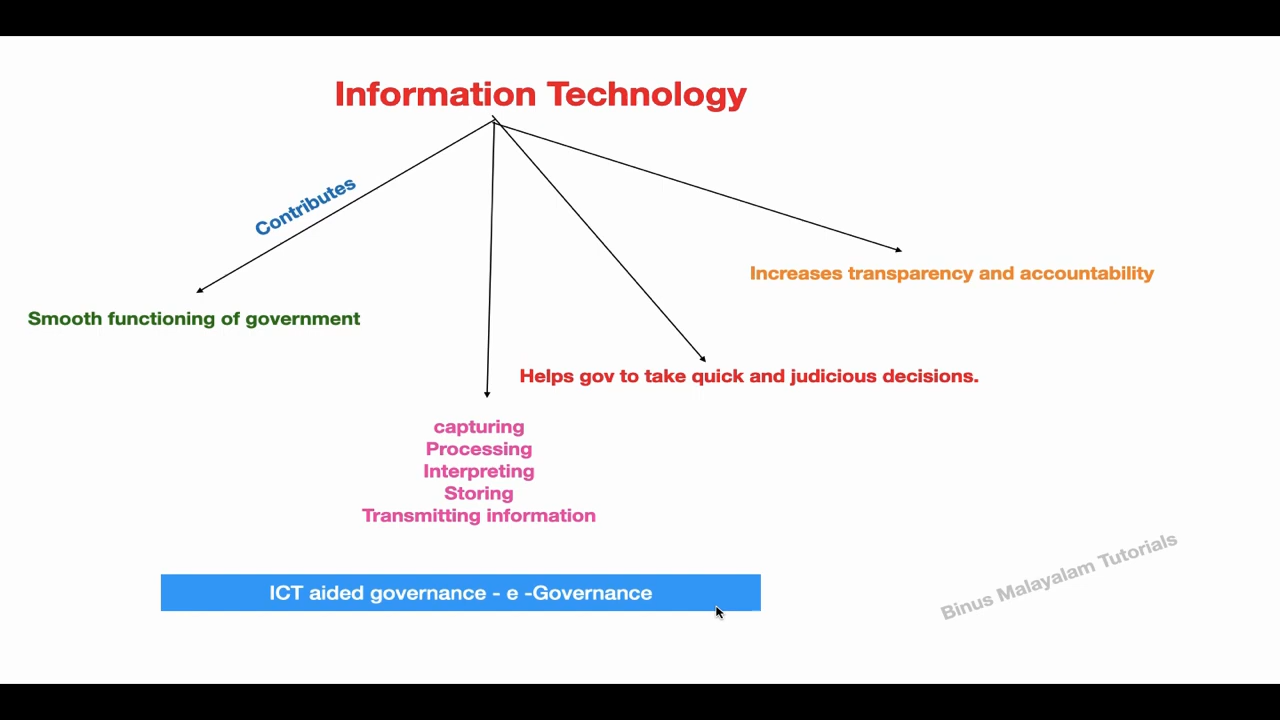 Information Technology
Contributes
Increases transparency and accountability
Smooth functioning of government
Helps gov to take quick and judicious decisions.
capturing
Processing
Interpreting
Storing
Transmitting information
ICT aided governance - e -Governance
Binus Malayalam Tutorials